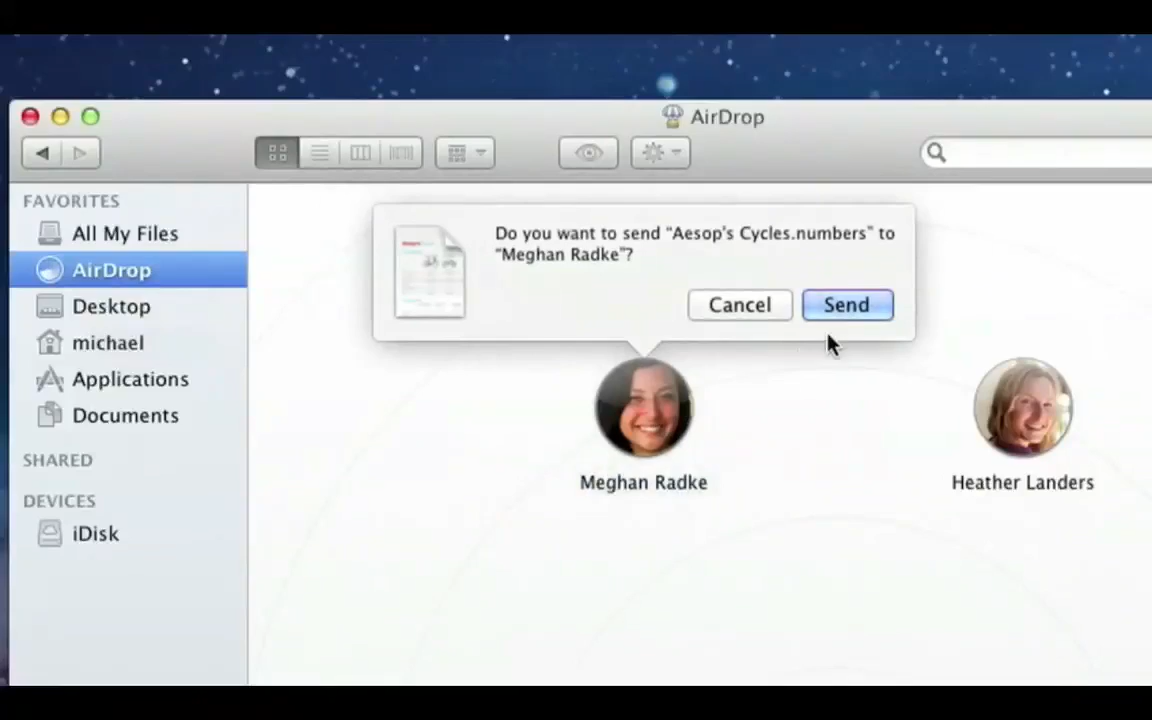 AirDrop
FAVORITES
All My Files
AirDrop
Desktop
michael
Applications
Documents
SHARED
DEVICES
iDisk
Do you want to send “Aesop’s Cycles.numbers” to
“Meghan Radke”?
Cancel
Send
Meghan Radke
Heather Landers